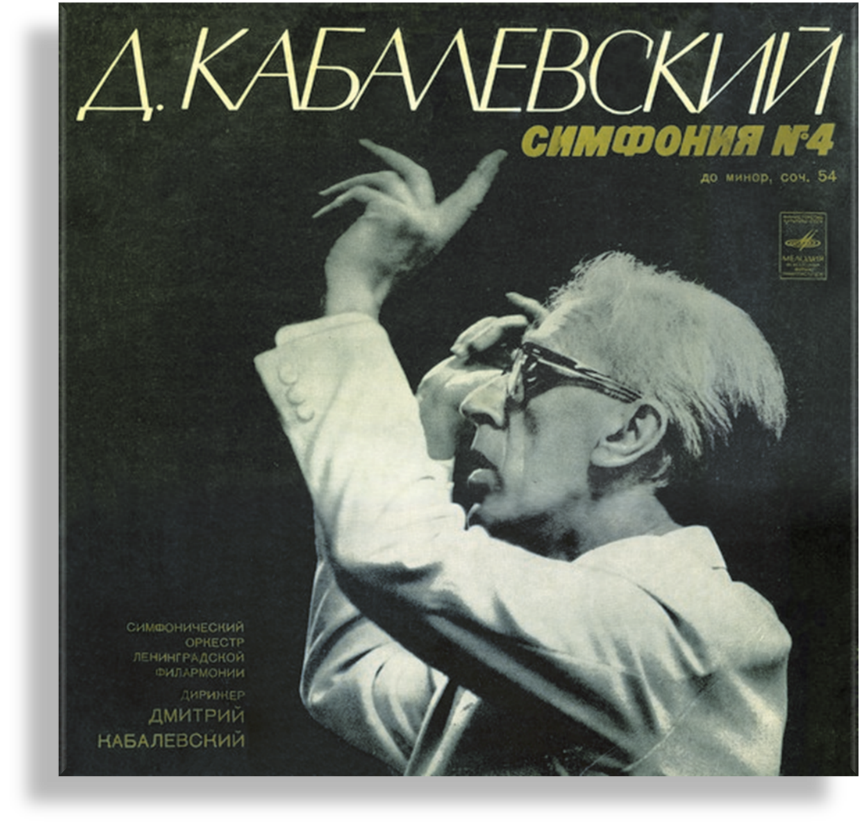 Д. КАБАЛЕВСКИЙ
СИМФОНИЯ №4
до минор, соч. 54
МЕЛОДИЯ
СИМФОНИЧЕСКИЙ
ОРКЕСТР
ЛЕНИНГРАДСКОЙ
ФИЛАРМОНИИ
ДИРИЖЕР
ДМИТРИЙ
КАБАЛЕВСКИЙ